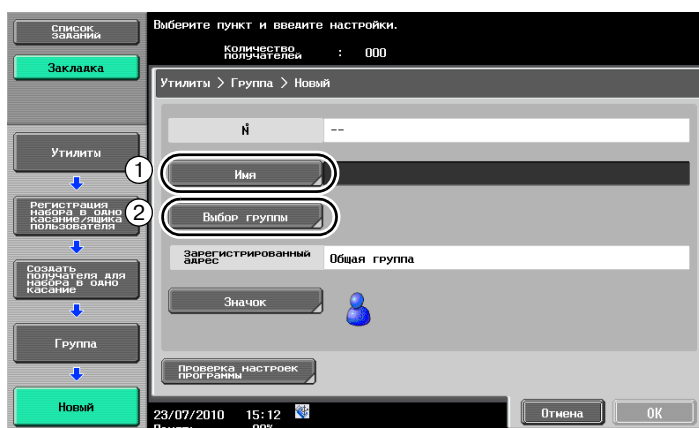 Список
заданий
Закладка
Выберите пункт и введите настройки.
Количество
получателей : 000
Утилиты > Группа > Новый
№ --
1 Имя
2 Выбор группы
Зарегистрированный
адрес Общая группа
Значок
Проверка настроек
программы
Утилиты
Регистрация
набора в одно
касание/ящика
пользователя
Создать
получателя для
набора в одно
касание
Группа
Новый
23/07/2010 15:12
Отмена
OK